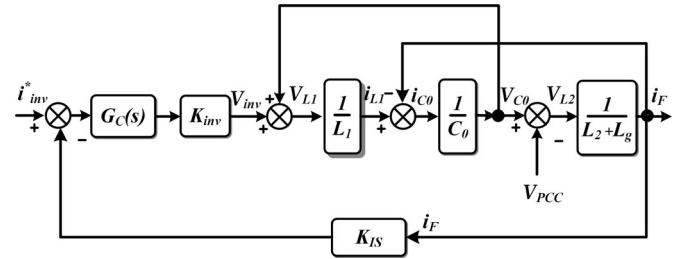 i*inv
+
−
GC(s)
Kinv
Vinv
+
+
VL1
1
L1
iL1
−
+
iC0
1
C0
VC0
+
−
VPCC
VL2
1
L2+Lg
iF
KIS
iF